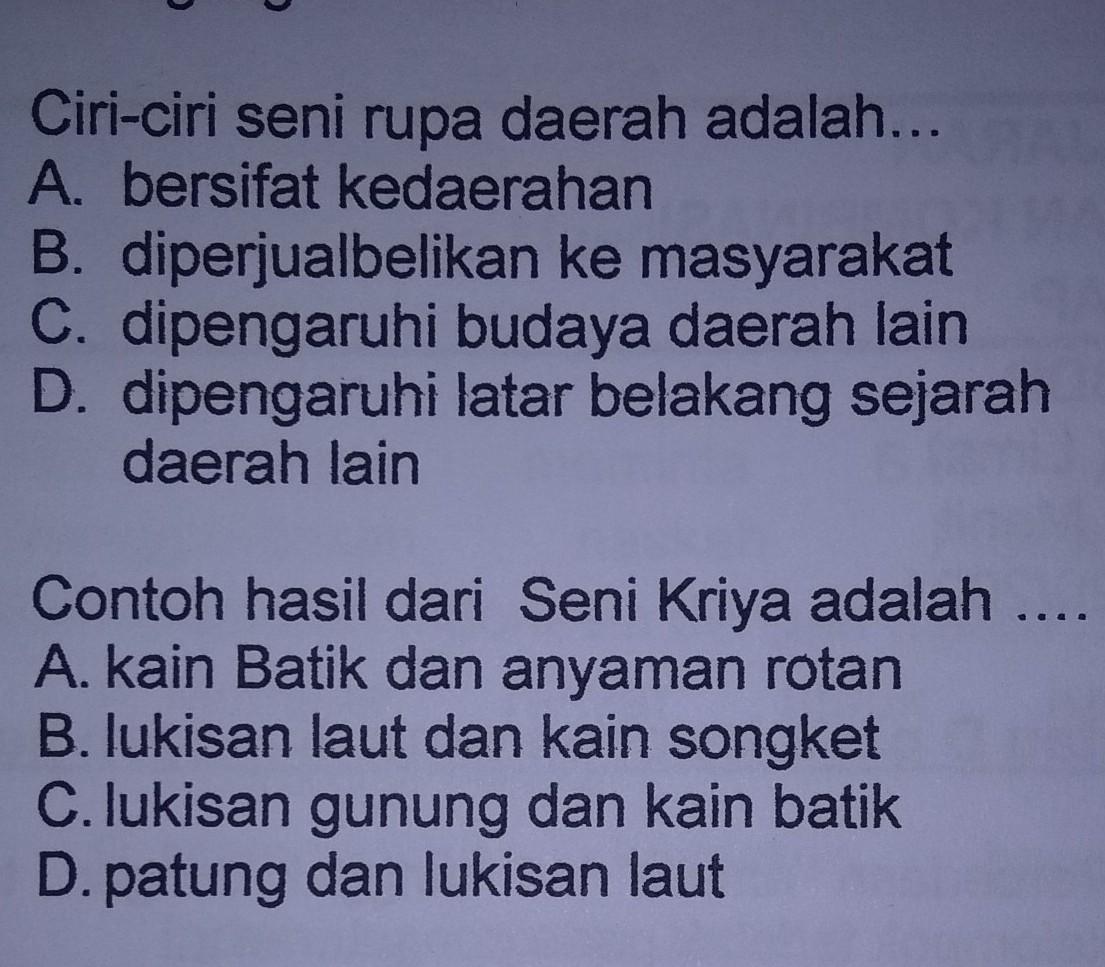 Ciri-ciri seni rupa daerah adalah...
A. bersifat kedaerahan
B. diperjualbelikan ke masyarakat
C. dipengaruhi budaya daerah lain
D. dipengaruhi latar belakang sejarah
daerah lain
Contoh hasil dari Seni Kriya adalah ....
A. kain Batik dan anyaman rotan
B. lukisan laut dan kain songket
C. lukisan gunung dan kain batik
D. patung dan lukisan laut